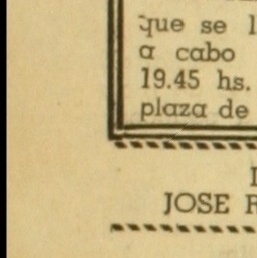 que se l
a cabo
19.45 hs.
plaza de
JOSE R